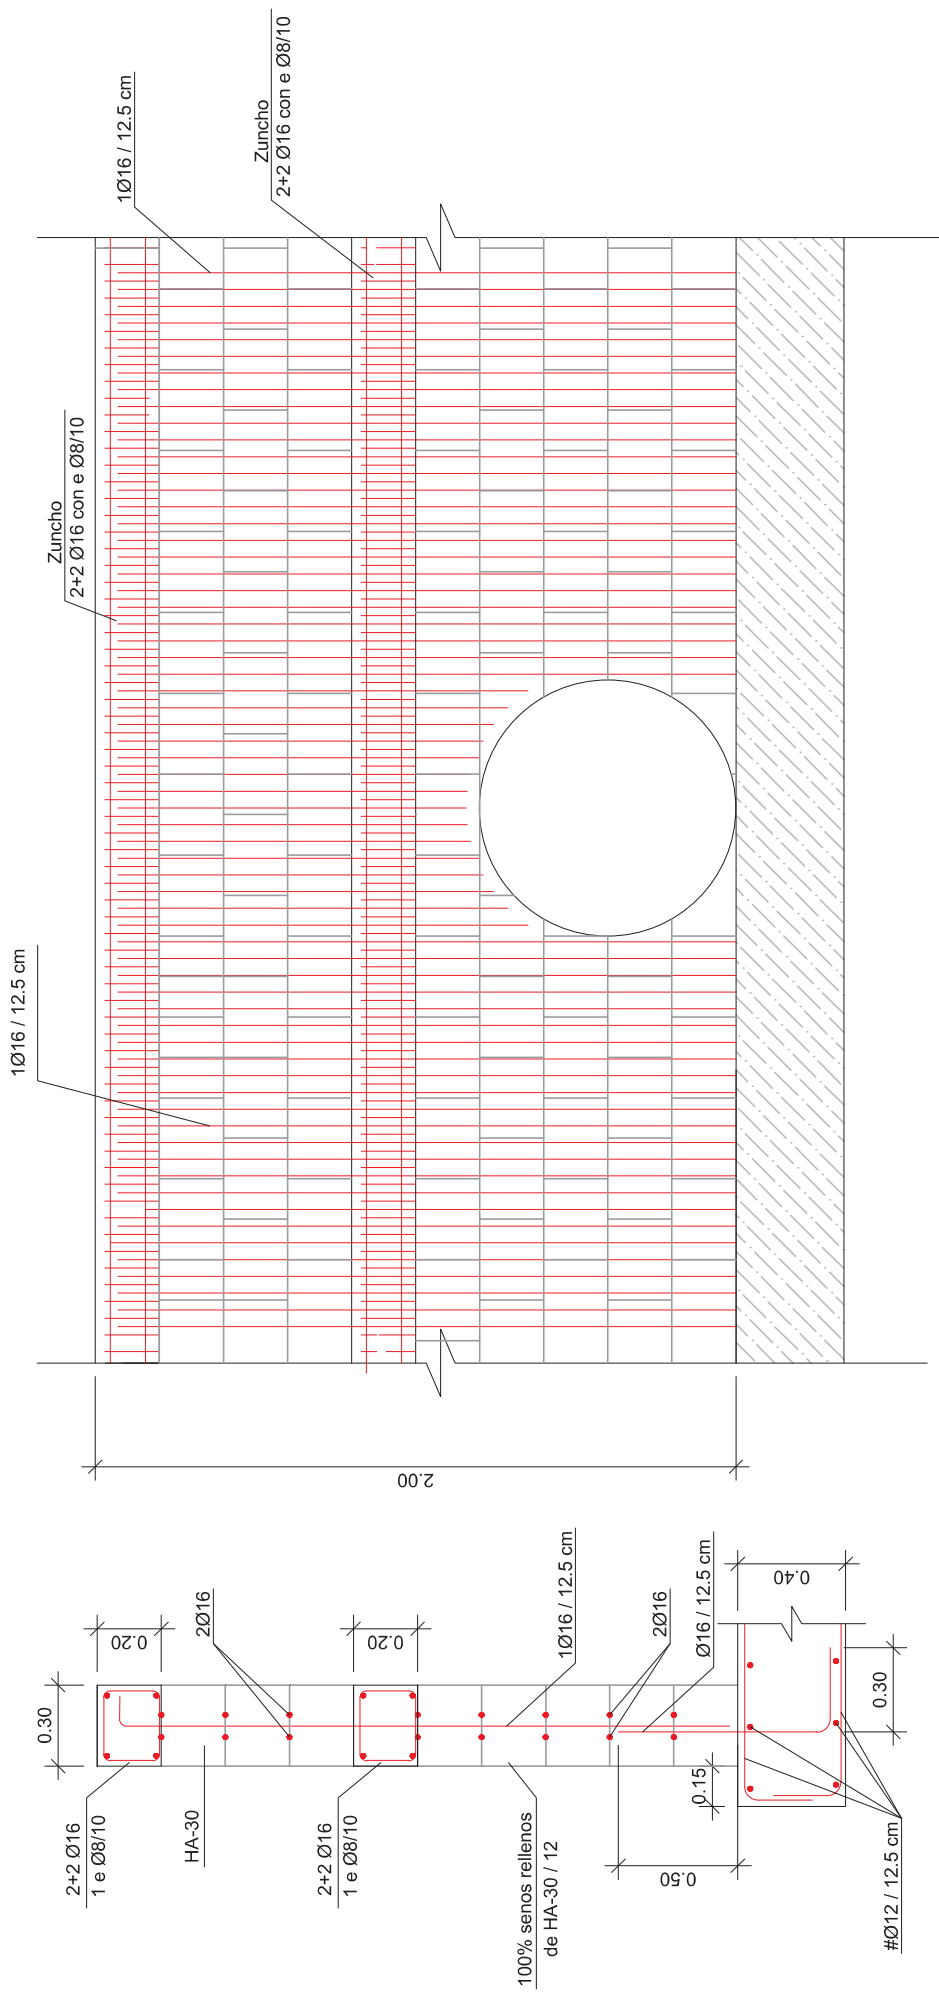 2+2 Ø16
1 e Ø8/10
HA-30
2+2 Ø16
1 e Ø8/10
100% senos rellenos
de HA-30 / 12
#Ø12 / 12.5 cm
0.30
0.20
2Ø16
0.20
1Ø16 / 12.5 cm
2Ø16
Ø16 / 12.5 cm
0.15
0.50
0.30
0.40
2.00
1Ø16 / 12.5 cm
Zuncho
2+2 Ø16 con e Ø8/10
1Ø16 / 12.5 cm
Zuncho
2+2 Ø16 con e Ø8/10